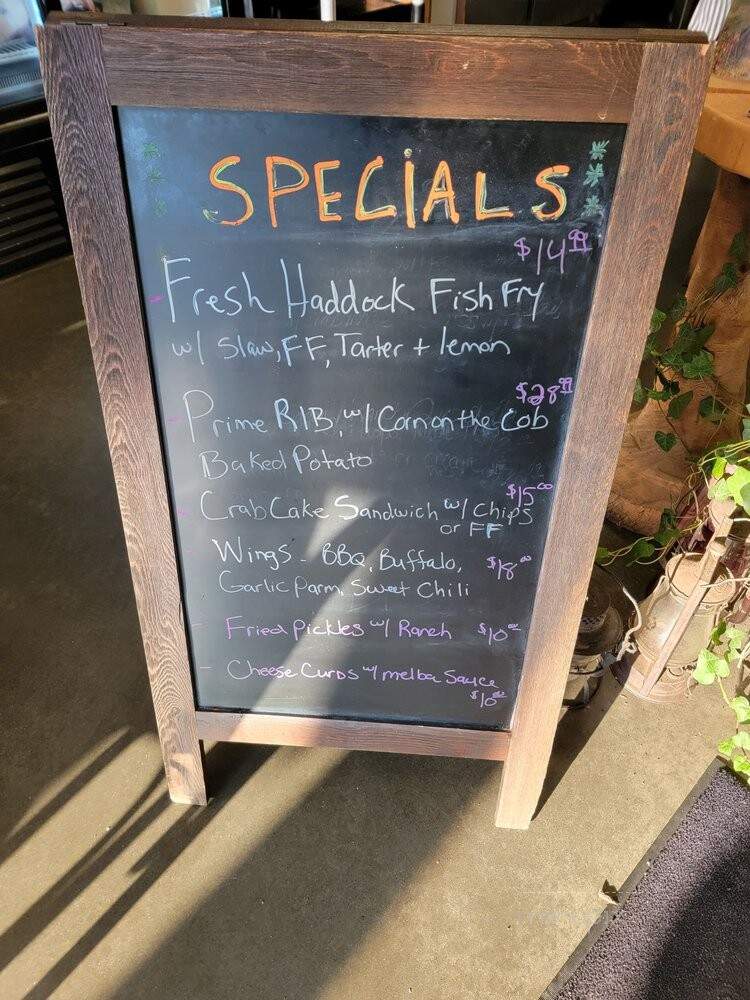 SPECiALS
$14.99
Fresh Haddock Fish Fry
w/ Slaw, FF, Tarter + lemon
$28.99
Prime RIB, w/ Corn on the Cob
Baked Potato
$15.00
Crab Cake Sandwich w/ Chips
or FF
Wings - BBQ, Buffalo, $18.00
Garlic Parm, Sweet Chili
Fried Pickles w/ Ranch $10.00
Cheese Curds w/ melba Sauce
$10.00